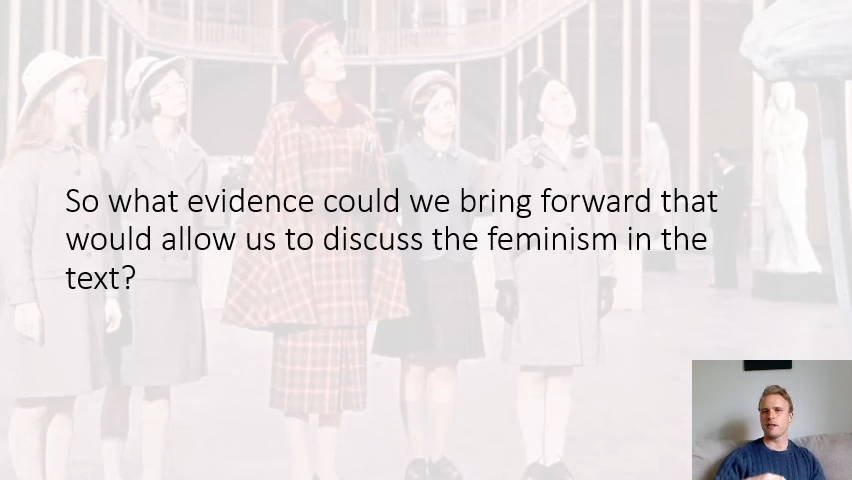 So what evidence could we bring forward that
would allow us to discuss the feminism in the
text?